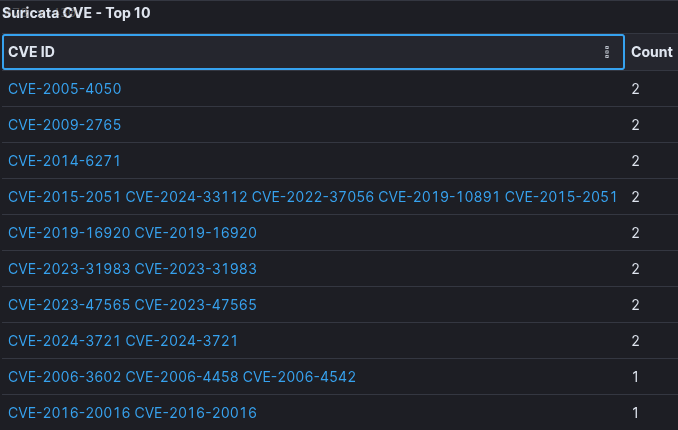 Suricata CVE - Top 10
CVE ID Count
CVE-2005-4050 2
CVE-2009-2765 2
CVE-2014-6271 2
CVE-2015-2051 CVE-2024-33112 CVE-2022-37056 CVE-2019-10891 CVE-2015-2051 2
CVE-2019-16920 CVE-2019-16920 2
CVE-2023-31983 CVE-2023-31983 2
CVE-2023-47565 CVE-2023-47565 2
CVE-2024-3721 CVE-2024-3721 2
CVE-2006-3602 CVE-2006-4458 CVE-2006-4542 1
CVE-2016-20016 CVE-2016-20016 1